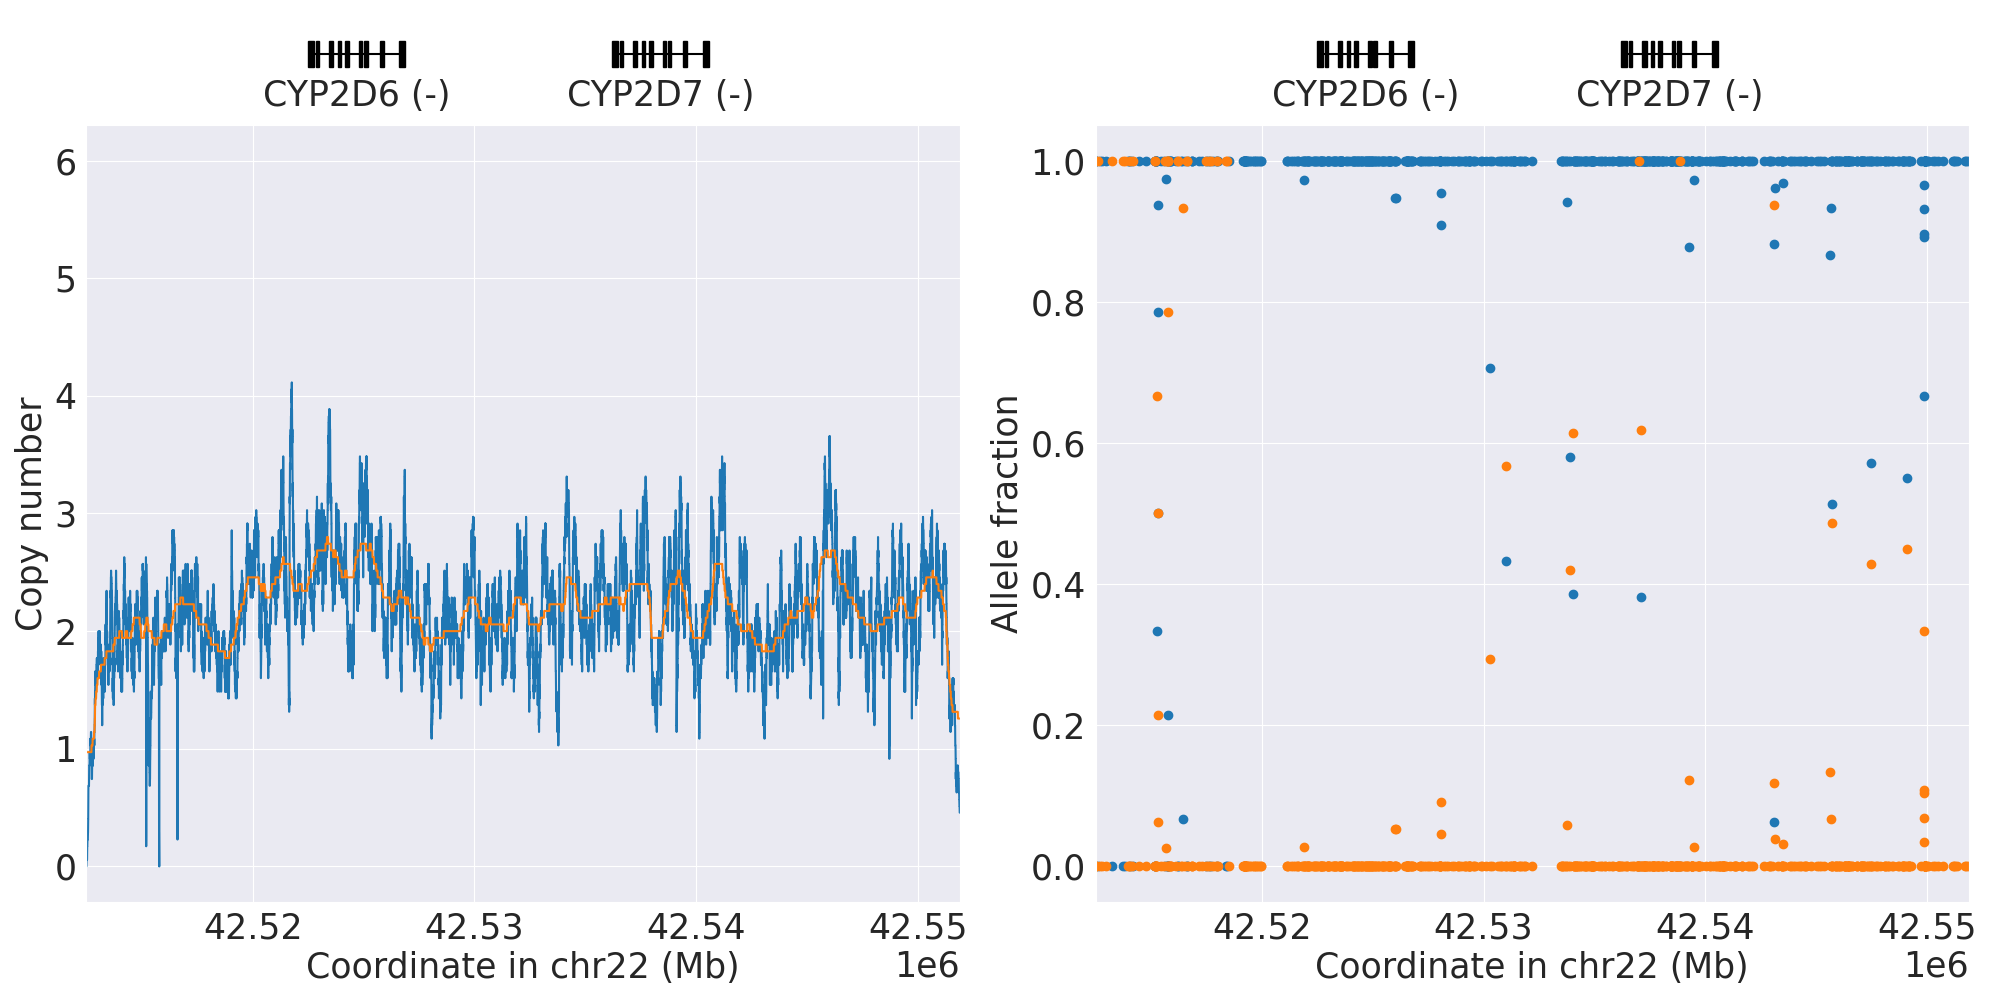 CYP2D6 (-) CYP2D7 (-)
6
5
4
3
2
1
0
Copy number
42.52 42.53 42.54 42.55
Coordinate in chr22 (Mb) 1e6
CYP2D6 (-) CYP2D7 (-)
1.0
0.8
0.6
0.4
0.2
0.0
Allele fraction
42.52 42.53 42.54 42.55
Coordinate in chr22 (Mb) 1e6